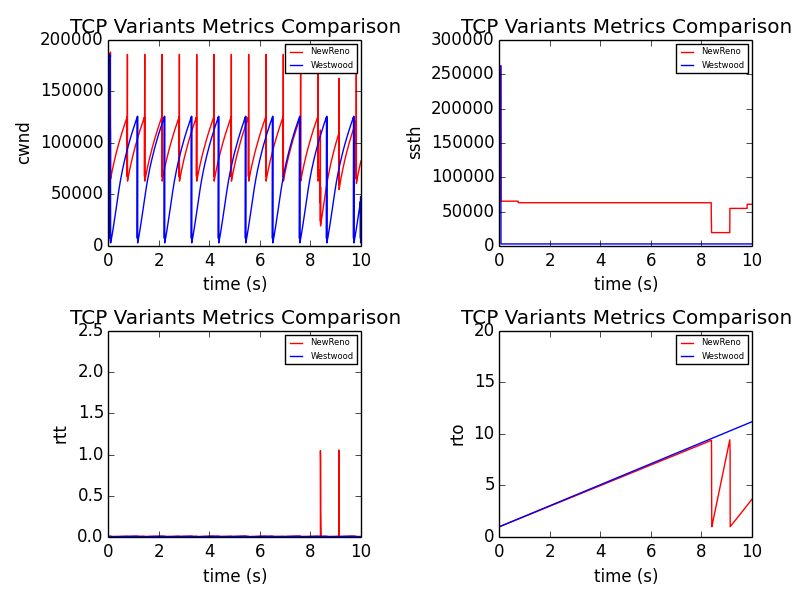 TCP Variants Metrics Comparison
cwnd
200000
150000
100000
50000
0
0 2 4 6 8 10
time (s)
NewReno
Westwood
TCP Variants Metrics Comparison
ssth
300000
250000
200000
150000
100000
50000
0
0 2 4 6 8 10
time (s)
NewReno
Westwood
TCP Variants Metrics Comparison
rtt
2.5
2.0
1.5
1.0
0.5
0.0
0 2 4 6 8 10
time (s)
NewReno
Westwood
TCP Variants Metrics Comparison
rto
20
15
10
5
0
0 2 4 6 8 10
time (s)
NewReno
Westwood